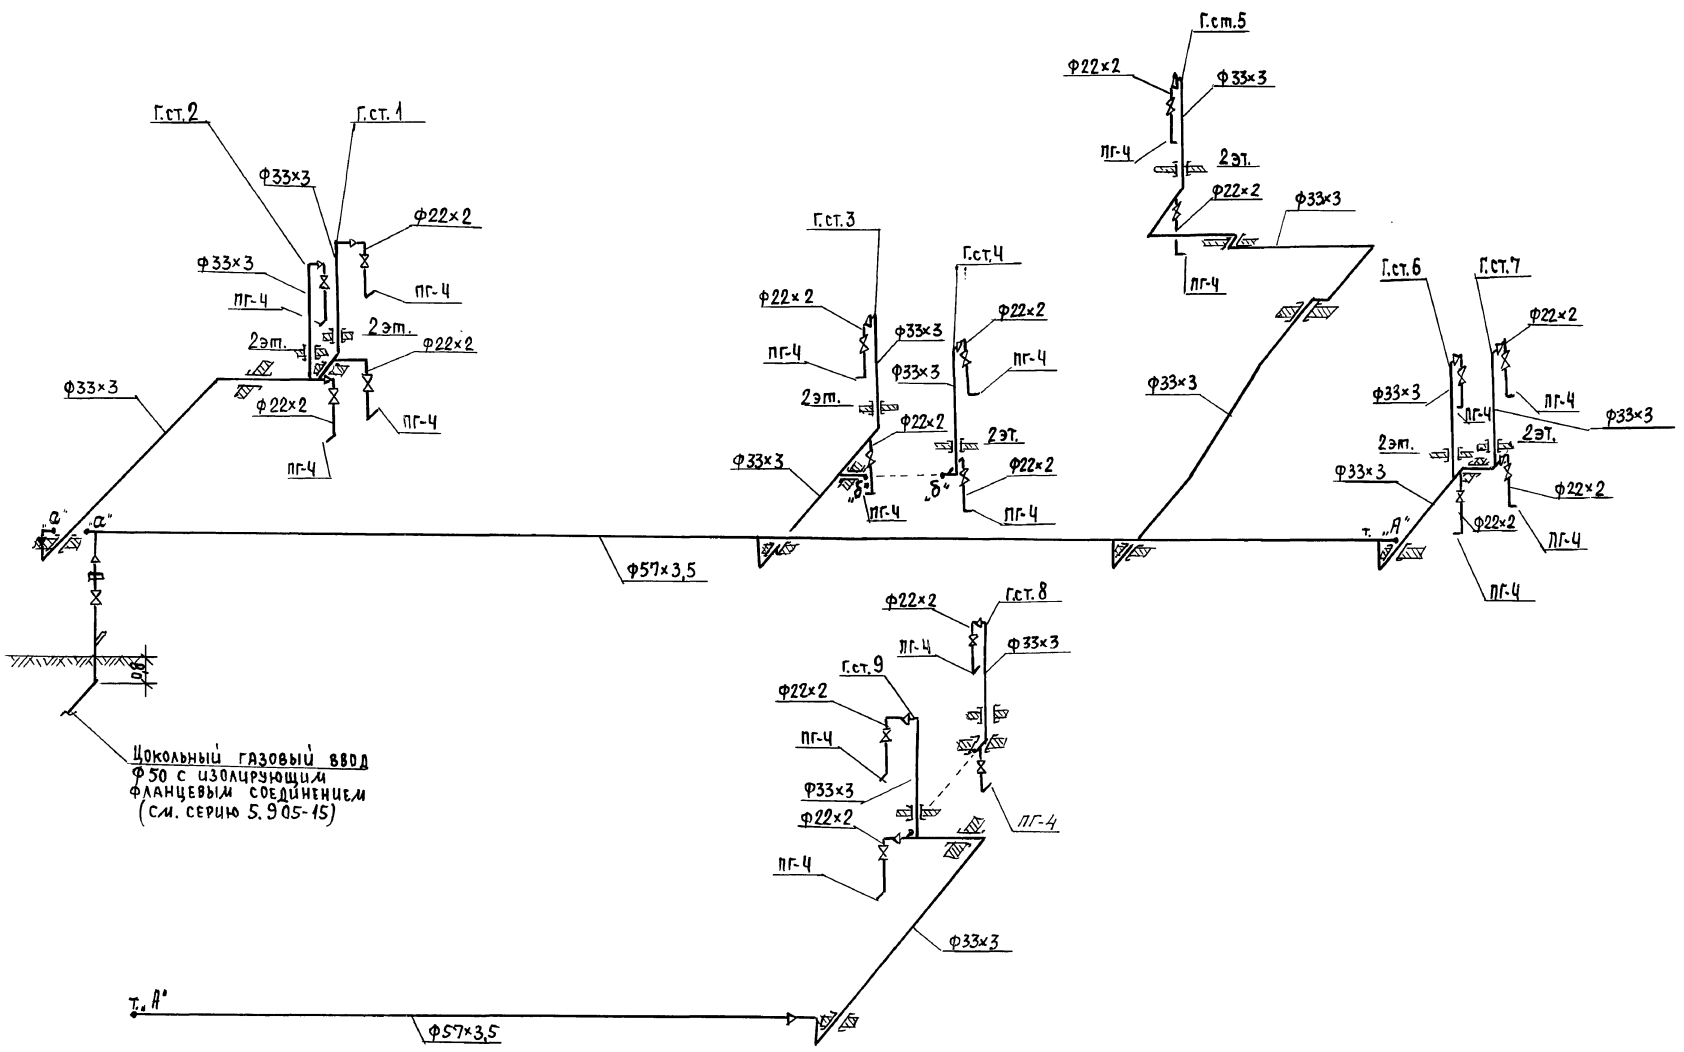 Г.ст.2
Г.ст.1
ф33×3
ф22×2
ф33×3
ПГ-4
ПГ-4
2эт.
2эт.
ф22×2
ф33×3
ф22×2
ПГ-4
ПГ-4
„а"
„а"
ф57×3,5
0,8
Цокольный газовый ввод
ф50 с изолирующим
фланцевым соединением
(см. серию 5.905-15)
Г.ст.3
Г.ст.4
ф22×2
ф22×2
ф33×3
ПГ-4
ПГ-4
ф33×3
2эт.
ф22×2
2эт.
ф33×3
ф22×2
„б"
„б"
ПГ-4
ПГ-4
Г.ст.5
ф22×2
ф33×3
ПГ-4
2эт.
ф22×2
ф33×3
ПГ-4
ф33×3
Г.ст.6
Г.ст.7
ф22×2
ф33×3
ПГ-4
ПГ-4
ф33×3
2эт.
2эт.
ф33×3
ф22×2
ф22×2
т. „А"
ПГ-4
ПГ-4
Г.ст.8
ф22×2
ПГ-4
ф33×3
Г.ст.9
ф22×2
ПГ-4
ф33×3
ф22×2
ПГ-4
ПГ-4
ф33×3
т. „А"
ф57×3,5